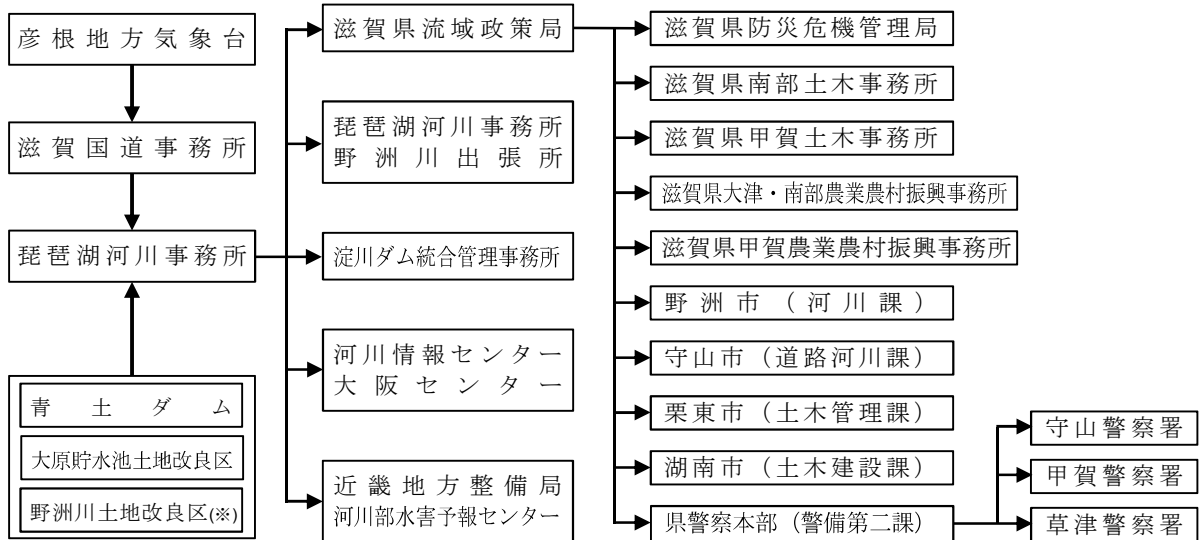 彦根地方気象台
滋賀国道事務所
琵琶湖河川事務所
青土ダム
大原貯水池土地改良区
野洲川土地改良区(※)
滋賀県流域政策局
琵琶湖河川事務所
野洲川出張所
淀川ダム統合管理事務所
河川情報センター
大阪センター
近畿地方整備局
河川部水害予報センター
滋賀県防災危機管理局
滋賀県南部土木事務所
滋賀県甲賀土木事務所
滋賀県大津・南部農業農村振興事務所
滋賀県甲賀農業農村振興事務所
野洲市（河川課）
守山市（道路河川課）
栗東市（土木管理課）
湖南市（土木建設課）
県警察本部（警備第二課）
守山警察署
甲賀警察署
草津警察署